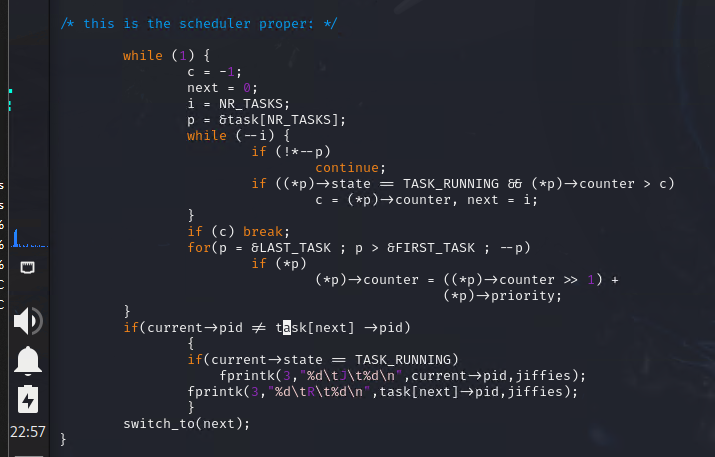 /* this is the scheduler proper: */
while (1) {
c = -1;
next = 0;
i = NR_TASKS;
p = &task[NR_TASKS];
while (--i) {
if (!*--p)
continue;
if ((*p)->state == TASK_RUNNING && (*p)->counter > c)
c = (*p)->counter, next = i;
}
if (c) break;
for(p = &LAST_TASK ; p > &FIRST_TASK ; --p)
if (*p)
(*p)->counter = ((*p)->counter >> 1) +
(*p)->priority;
}
if(current->pid != task[next] ->pid)
{
if(current->state == TASK_RUNNING)
fprintk(3,"%d\tJ\t%d\n",current->pid,jiffies);
fprintk(3,"%d\tR\t%d\n",task[next]->pid,jiffies);
}
switch_to(next);
}
s
s
%
%
%
C
C
22:57